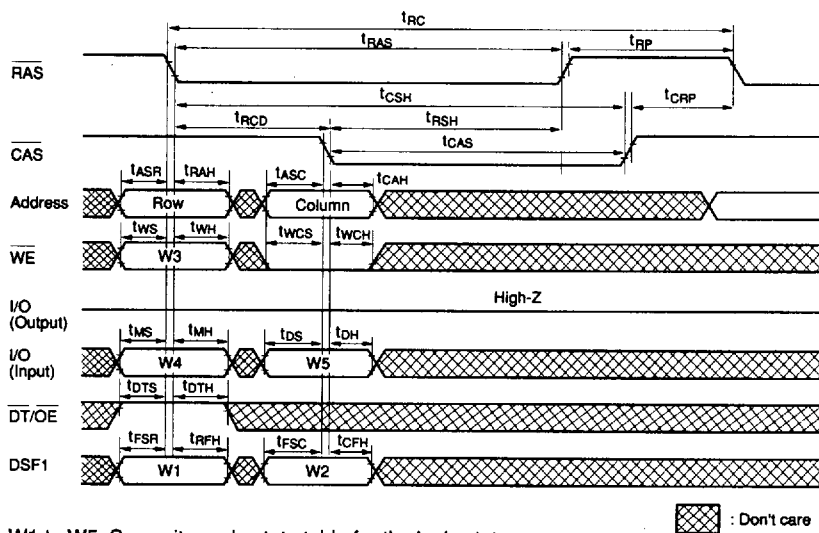 tRC
tRAS
tRP
RAS
tCSH
tCRP
tRCD
tRSH
CAS
tCAS
tASR
tRAH
tASC
tCAH
Address
Row
Column
tWS
tWH
tWCS
tWCH
WE
W3
High-Z
I/O
(Output)
tMS
tMH
tDS
tDH
I/O
(Input)
W4
W5
tDTS
tDTH
DT/OE
tFSR
tRFH
tFSC
tCFH
DSF1
W1
W2
: Don't care